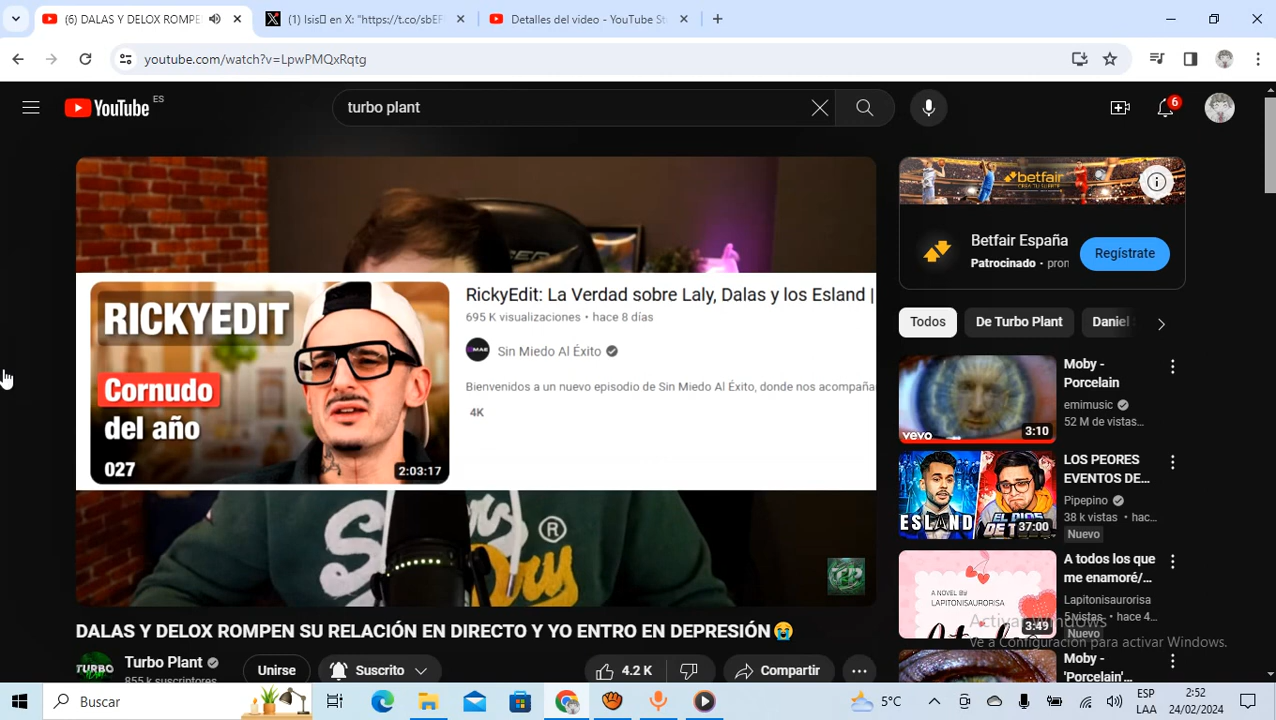 (6) DALAS Y DELOX ROMPE
(1) Isis en X: "https://t.co/sbEF
Detalles del video - YouTube St
youtube.com/watch?v=LpwPMQxRqtg
YouTube ES
turbo plant
6
betfair
Betfair España
Patrocinado • pron
Regístrate
RICKYEDIT
Cornudo
del año
027
2:03:17
RickyEdit: La Verdad sobre Laly, Dalas y los Esland |
695 K visualizaciones • hace 8 días
Sin Miedo Al Éxito
Bienvenidos a un nuevo episodio de Sin Miedo Al Éxito, donde nos acompaña
4K
Todos
De Turbo Plant
Daniel
vevo
3:10
Moby -
Porcelain
emimusic
52 M de vistas...
ESLAND
37:00
LOS PEORES
EVENTOS DE...
Pipepino
38 k vistas • hac...
Nuevo
A NOVEL BY
LAPITONISAURORISA
3:49
A todos los que
me enamoré/...
Lapitonisaurorisa
5 vistas • hace 4...
Nuevo
Activar Windows
Ve a Configuración para activar Windows.
Moby -
'Porcelain'...
DALAS Y DELOX ROMPEN SU RELACIÓN EN DIRECTO Y YO ENTRO EN DEPRESIÓN😭
TURBO
Turbo Plant
855 k suscriptores
Unirse
Suscrito
4.2 K
Compartir
Buscar
5°C
ESP
LAA
2:52
24/02/2024